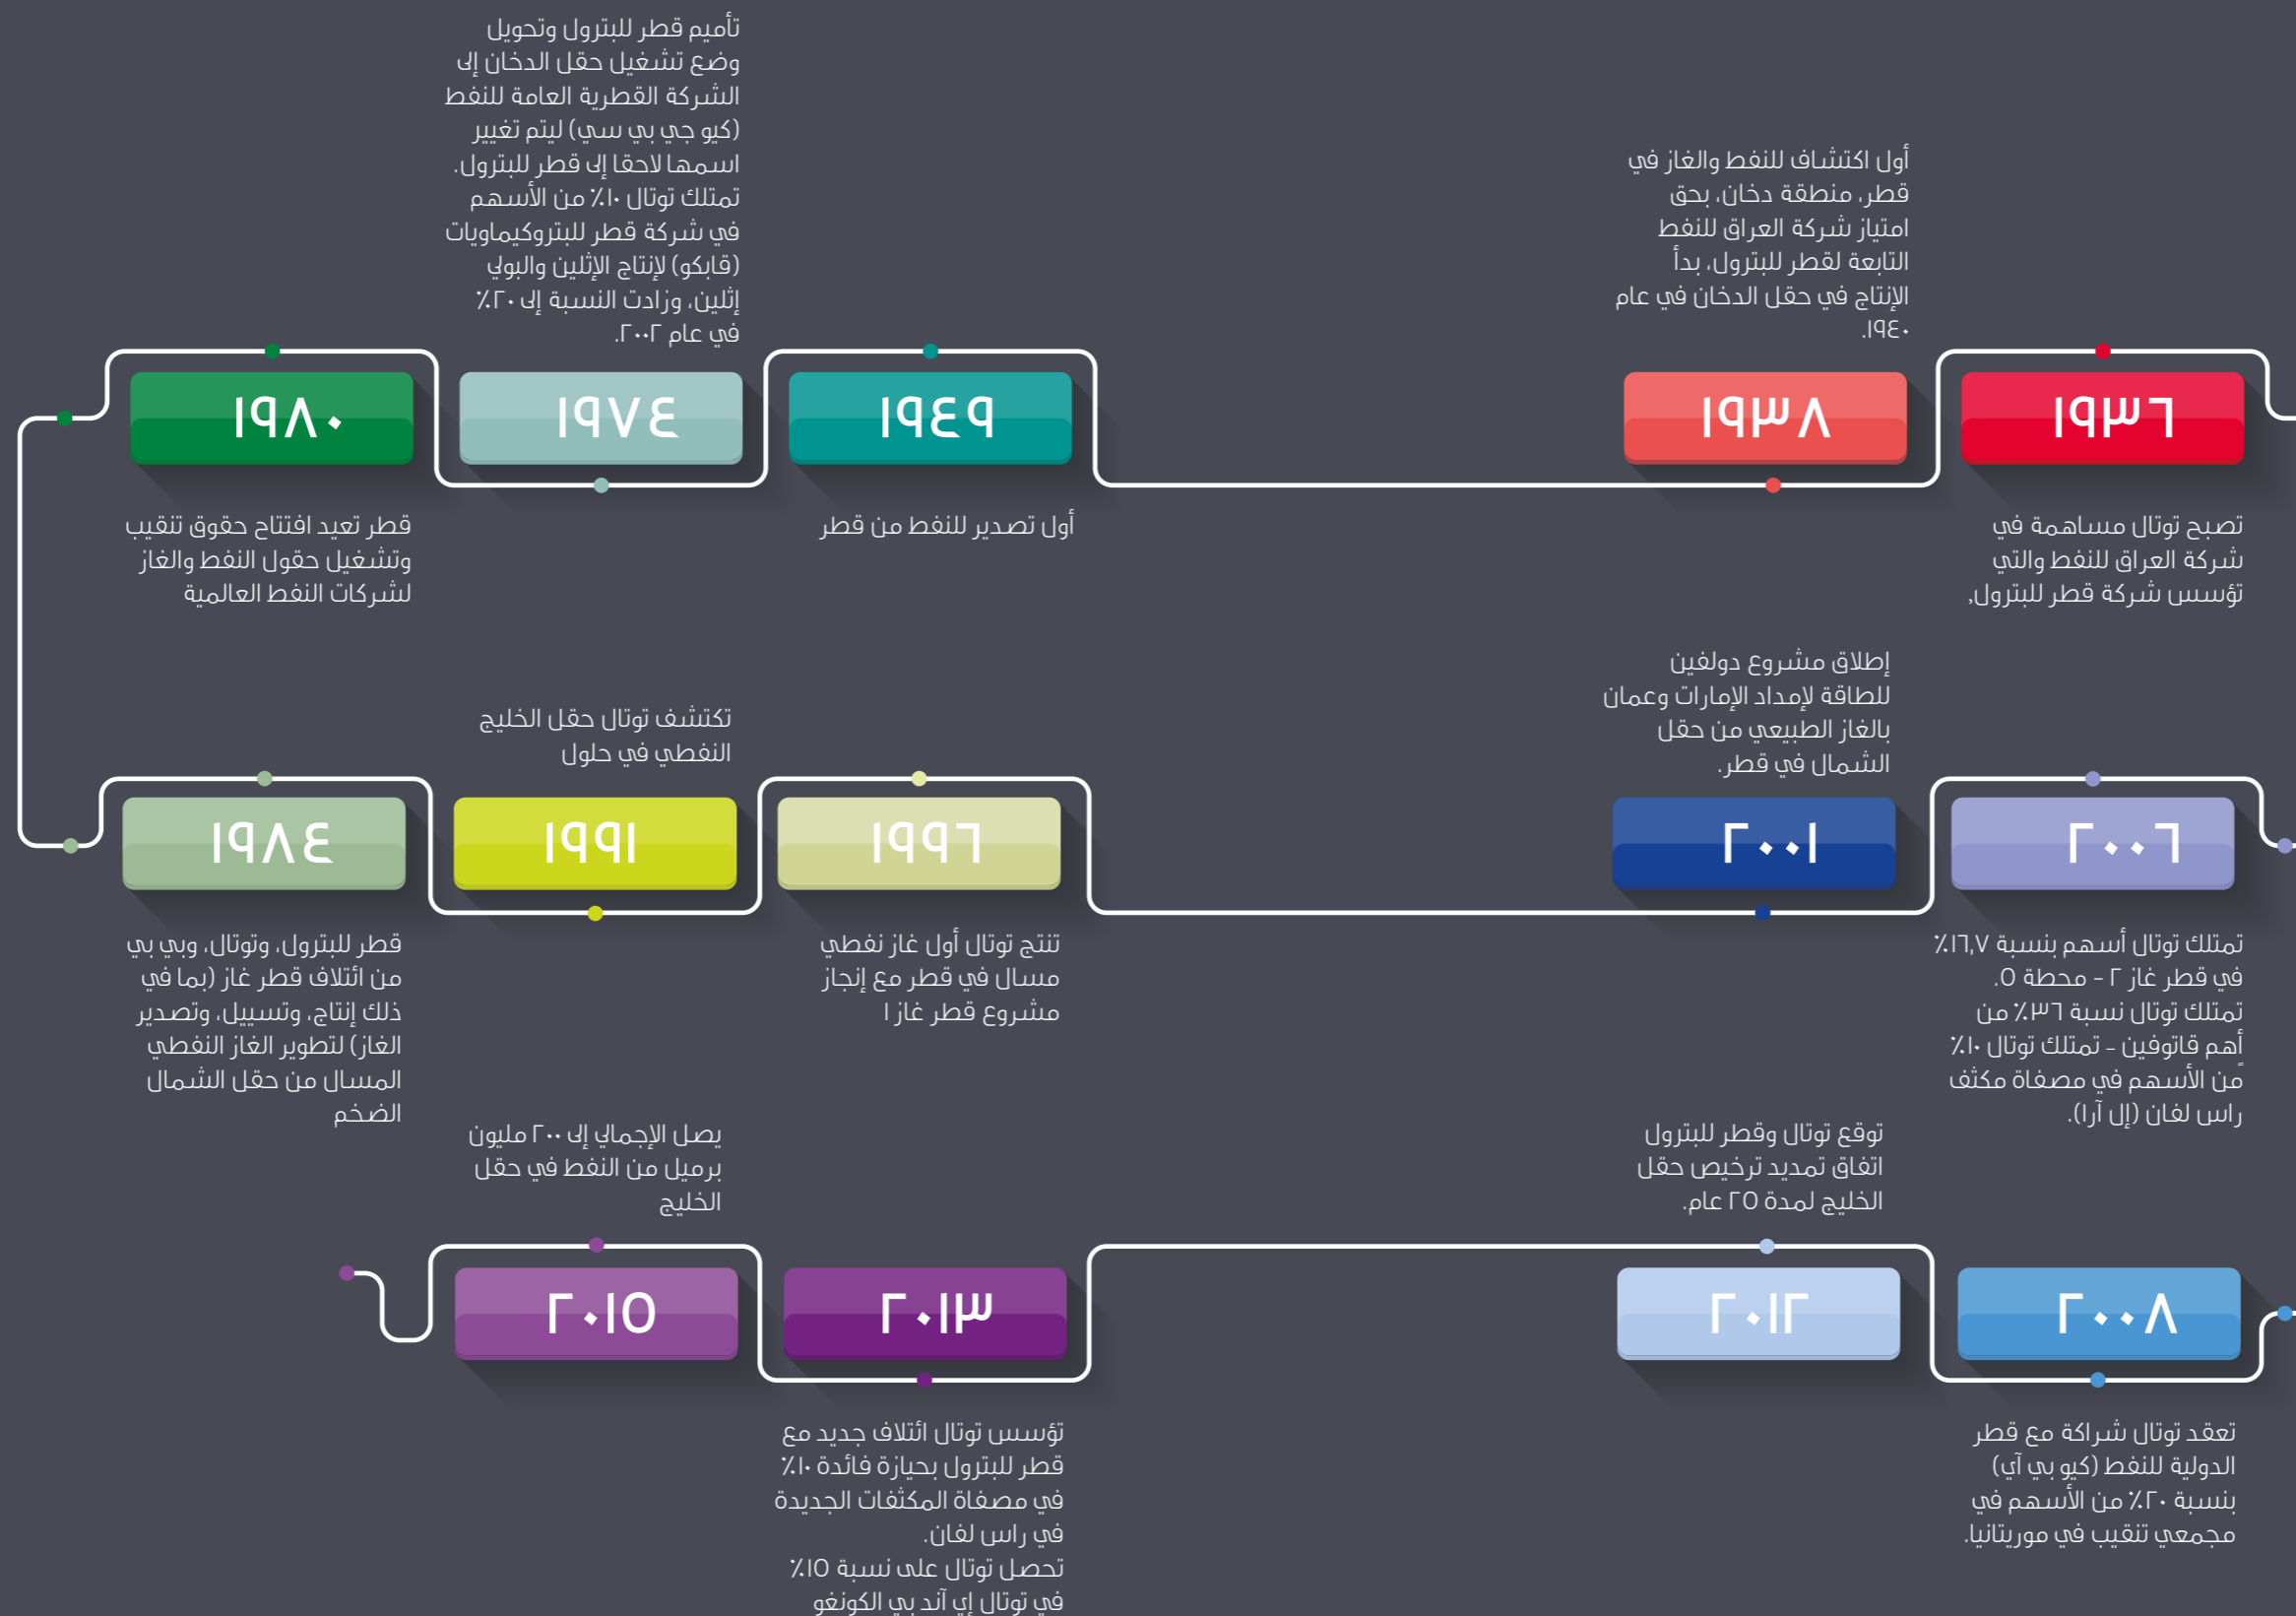 ١٩٣٦
تصبح توتال مساهمة في
شركة العراق للنفط والتي
تؤسس شركة قطر للبترول,
أول اكتشاف للنفط والغاز في
قطر، منطقة دخان، بحق
امتياز شركة العراق للنفط
التابعة لقطر للبترول، بدأ
الإنتاج في حقل الدخان في عام
١٩٤٠.
١٩٣٨
١٩٤٩
أول تصدير للنفط من قطر
تأميم قطر للبترول وتحويل
وضع تشغيل حقل الدخان إلى
الشركة القطرية العامة للنفط
(كيو جي بي سي) ليتم تغيير
اسمها لاحقا إلى قطر للبترول.
تمتلك توتال ١٠٪ من الأسهم
في شركة قطر للبتروكيماويات
(قابكو) لإنتاج الإثلين والبولي
إثلين، وزادت النسبة إلى ٢٠٪
في عام ٢٠٠٢.
١٩٧٤
١٩٨٠
قطر تعيد افتتاح حقوق تنقيب
وتشغيل حقول النفط والغاز
لشركات النفط العالمية
١٩٨٤
قطر للبترول، وتوتال، وبي بي
من ائتلاف قطر غاز (بما في
ذلك إنتاج، وتسييل، وتصدير
الغاز) لتطوير الغاز النفطي
المسال من حقل الشمال
الضخم
تكتشف توتال حقل الخليج
النفطي في حلول
١٩٩١
١٩٩٦
تنتج توتال أول غاز نفطي
مسال في قطر مع إنجاز
مشروع قطر غاز ١
إطلاق مشروع دولفين
للطاقة لإمداد الإمارات وعمان
بالغاز الطبيعي من حقل
الشمال في قطر.
٢٠٠١
٢٠٠٦
تمتلك توتال أسهم بنسبة ١٦,٧٪
في قطر غاز ٢ - محطة ٥.
تمتلك توتال نسبة ٣٦٪ من
أهم قاتوفين - تمتلك توتال ١٠٪
من الأسهم في مصفاة مكثف
راس لفان (إل آر١).
٢٠٠٨
تعقد توتال شراكة مع قطر
الدولية للنفط (كيو بي آي)
بنسبة ٢٠٪ من الأسهم في
مجمعي تنقيب في موريتانيا.
توقع توتال وقطر للبترول
اتفاق تمديد ترخيص حقل
الخليج لمدة ٢٥ عام.
٢٠١٢
٢٠١٣
تؤسس توتال ائتلاف جديد مع
قطر للبترول بحيازة فائدة ١٠٪
في مصفاة المكثفات الجديدة
في راس لفان.
تحصل توتال على نسبة ١٥٪
في توتال إي آند بي الكونغو
يصل الإجمالي إلى ٢٠٠ مليون
برميل من النفط في حقل
الخليج
٢٠١٥